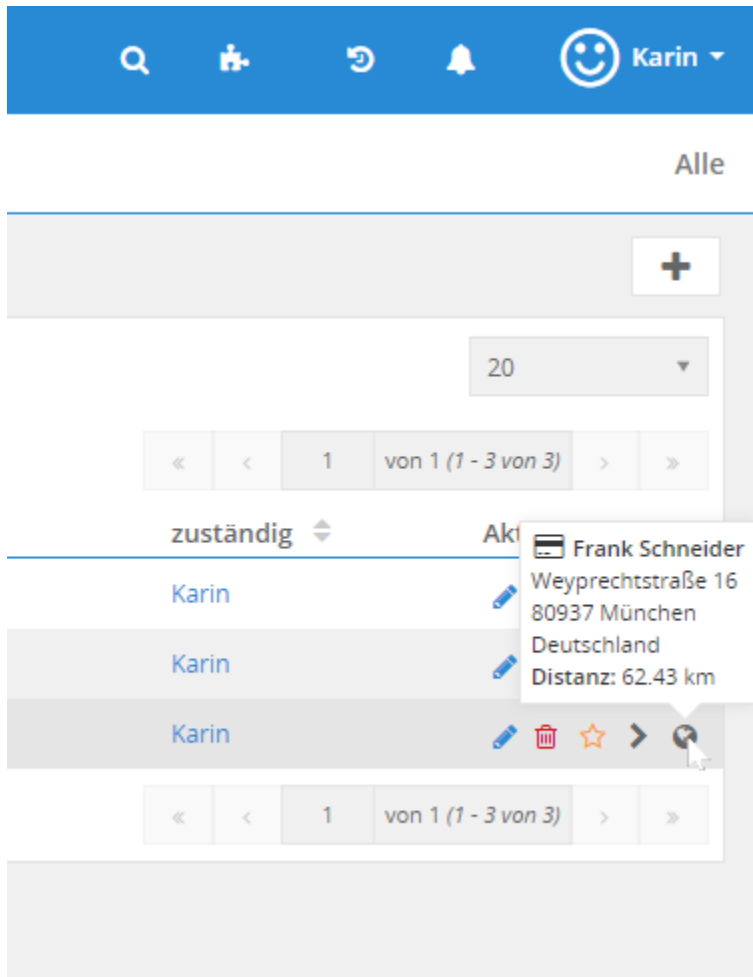 Karin
Alle
20
« ‹ 1 von 1 (1 - 3 von 3) › »
zuständig Akt
Frank Schneider
Weyprechtstraße 16
80937 München
Deutschland
Distanz: 62.43 km
Karin
Karin
Karin
« ‹ 1 von 1 (1 - 3 von 3) › »